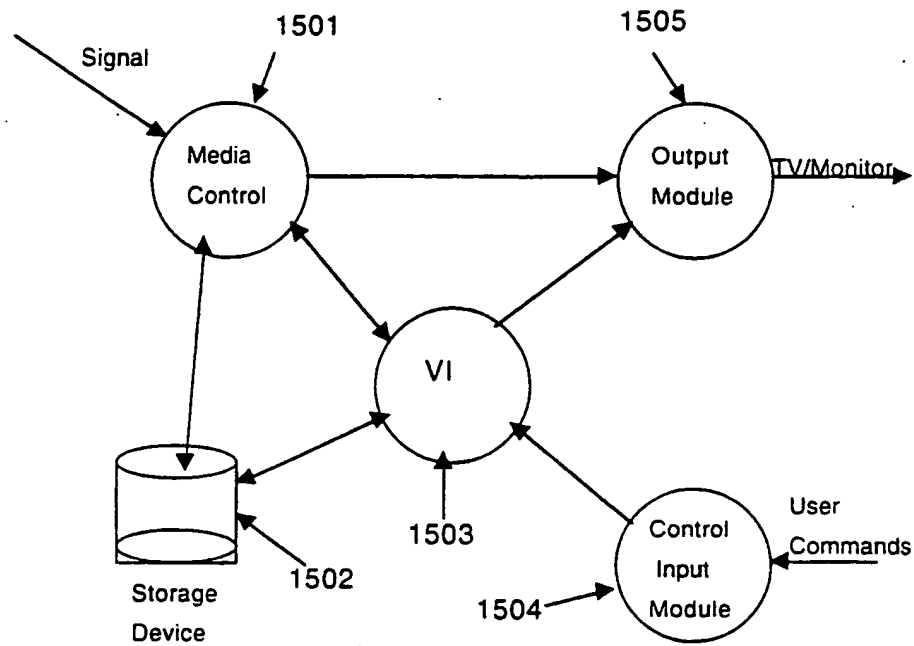 1501
1505
Signal
Media
Control
Output
Module
TV/Monitor
VI
1503
1502
Storage
Device
Control
Input
Module
User
Commands
1504